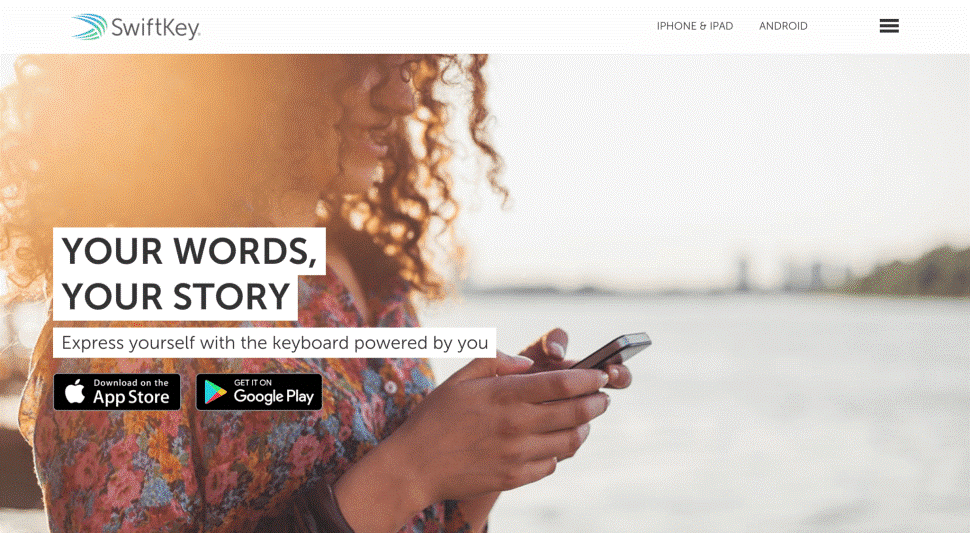 SwiftKey
IPHONE & IPAD
ANDROID
YOUR WORDS,
YOUR STORY
Express yourself with the keyboard powered by you
Download on the
App Store
GET IT ON
Google Play